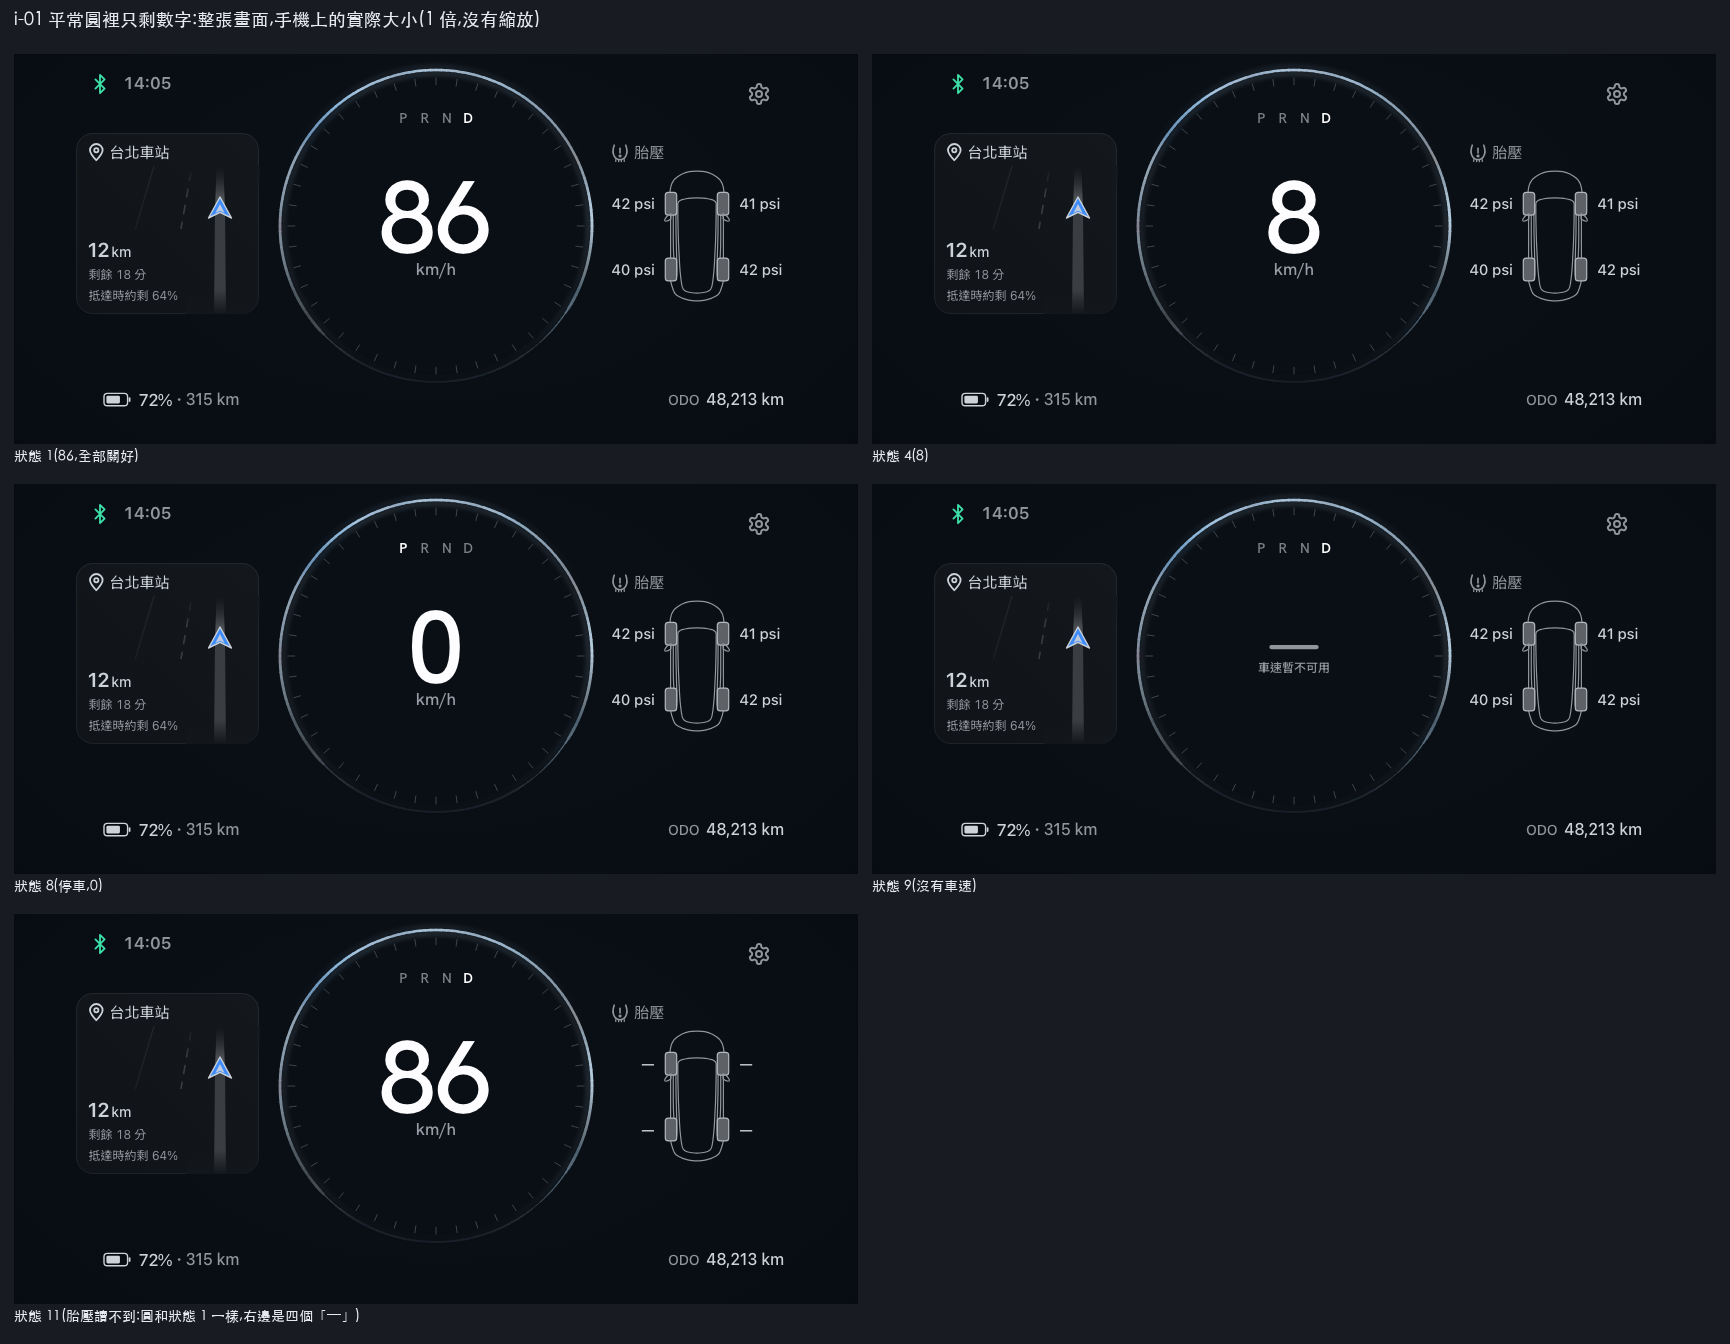 i-01 平常圓裡只剩數字:整張畫面,手機上的實際大小(1 倍,沒有縮放)
14:05
P R N D
台北車站
86
km/h
12 km
剩餘 18 分
抵達時約剩 64%
胎壓
42 psi 41 psi
40 psi 42 psi
72% · 315 km
ODO 48,213 km
狀態 1(86,全部關好)
14:05
P R N D
台北車站
8
km/h
12 km
剩餘 18 分
抵達時約剩 64%
胎壓
42 psi 41 psi
40 psi 42 psi
72% · 315 km
ODO 48,213 km
狀態 4(8)
14:05
P R N D
台北車站
0
km/h
12 km
剩餘 18 分
抵達時約剩 64%
胎壓
42 psi 41 psi
40 psi 42 psi
72% · 315 km
ODO 48,213 km
狀態 8(停車,0)
14:05
P R N D
台北車站
—
車速暫不可用
12 km
剩餘 18 分
抵達時約剩 64%
胎壓
42 psi 41 psi
40 psi 42 psi
72% · 315 km
ODO 48,213 km
狀態 9(沒有車速)
14:05
P R N D
台北車站
86
km/h
12 km
剩餘 18 分
抵達時約剩 64%
胎壓
— —
— —
72% · 315 km
ODO 48,213 km
狀態 11(胎壓讀不到:圓和狀態 1 一樣,右邊是四個「—」)